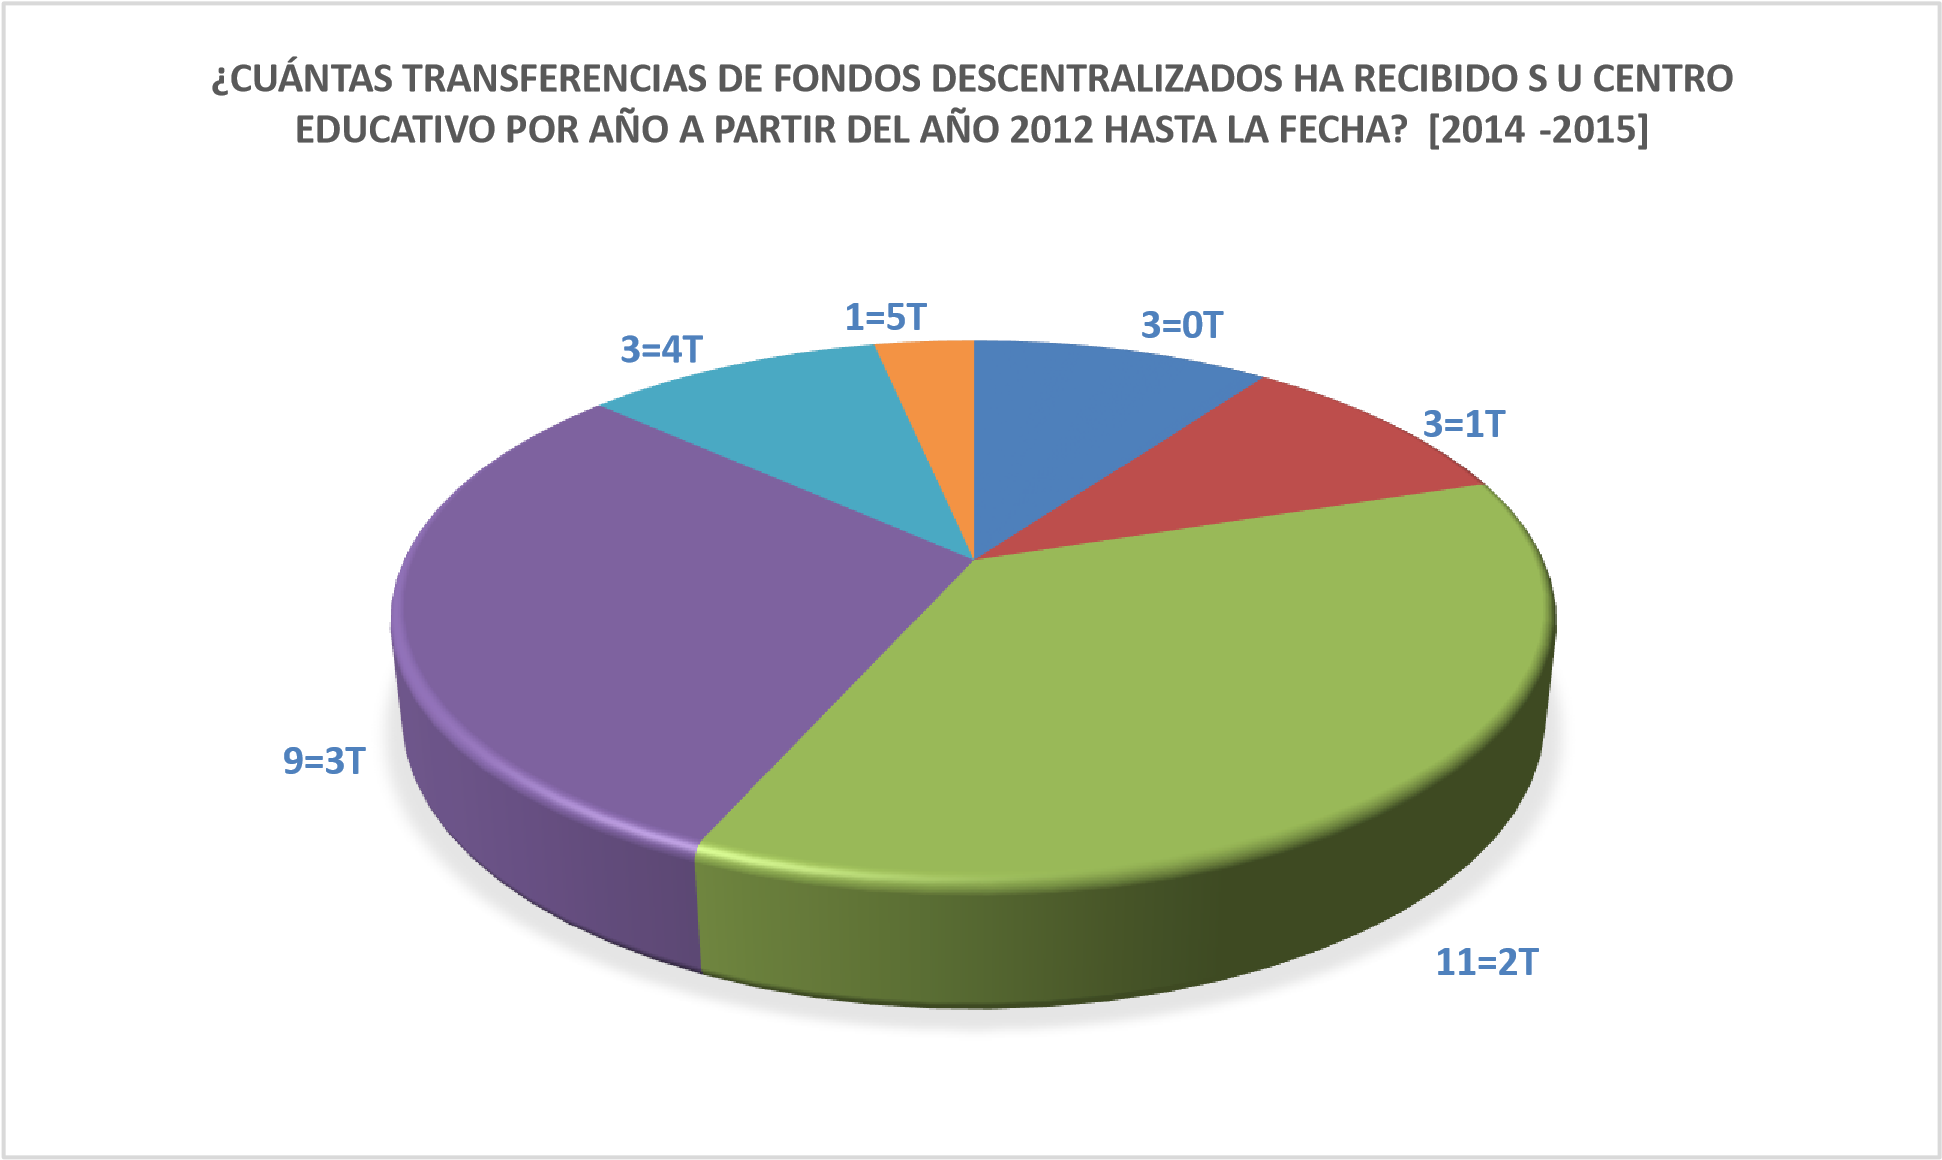 ¿CUÁNTAS TRANSFERENCIAS DE FONDOS DESCENTRALIZADOS HA RECIBIDO S U CENTRO
EDUCATIVO POR AÑO A PARTIR DEL AÑO 2012 HASTA LA FECHA? [2014 -2015]
1=5T
3=0T
3=4T
3=1T
9=3T
11=2T